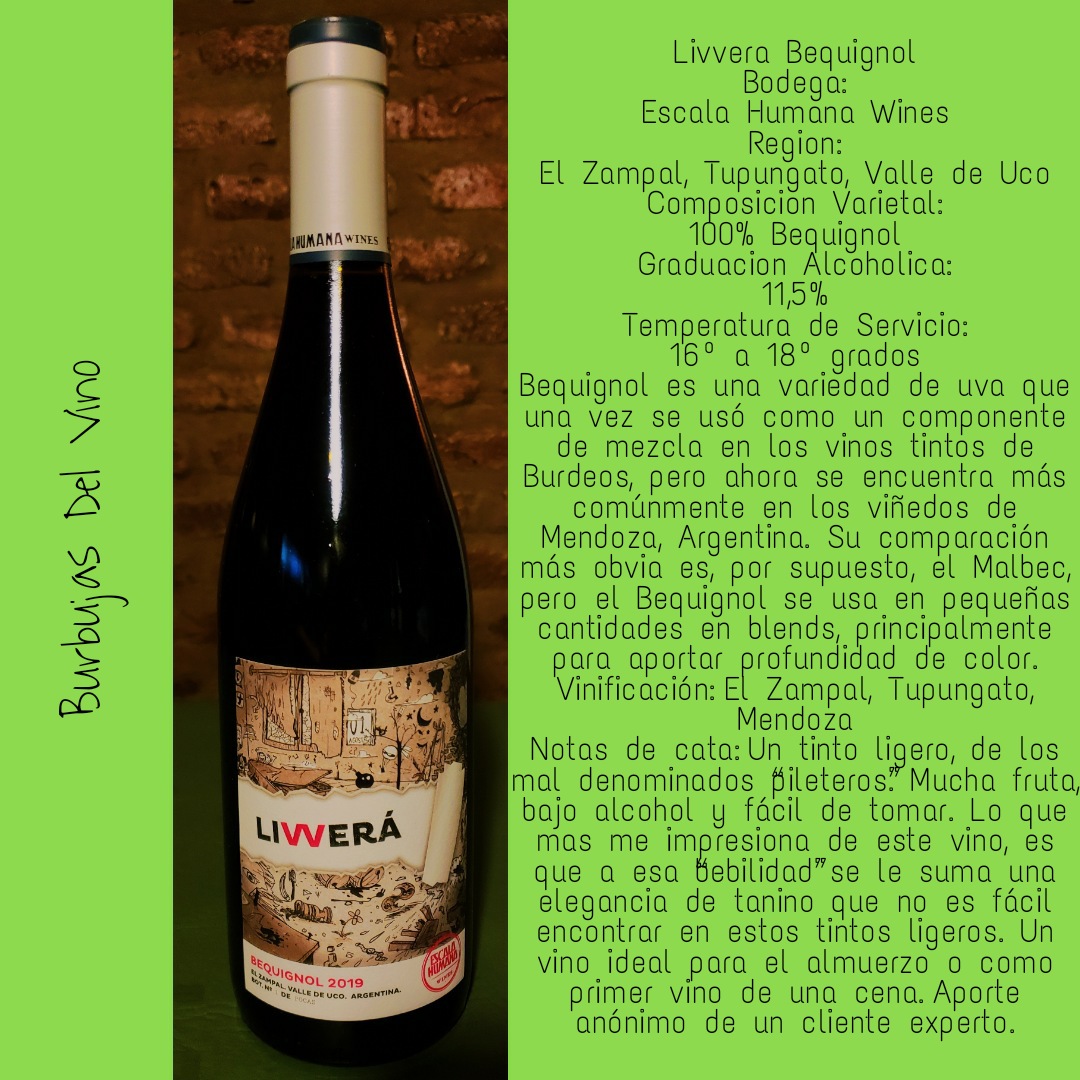 Burbujas Del Vino
AHUMANA WINES
U1
LIVVERÁ
ESCALA
HUMANA
WINES
BEQUIGNOL 2019
EL ZAMPAL. VALLE DE UCO. ARGENTINA.
BOT. Nº DE
Livvera Bequignol
Bodega:
Escala Humana Wines
Region:
El Zampal, Tupungato, Valle de Uco
Composicion Varietal:
100% Bequignol
Graduacion Alcoholica:
11,5%
Temperatura de Servicio:
16º a 18º grados
Bequignol es una variedad de uva que
una vez se usó como un componente
de mezcla en los vinos tintos de
Burdeos, pero ahora se encuentra más
comúnmente en los viñedos de
Mendoza, Argentina. Su comparación
más obvia es, por supuesto, el Malbec,
pero el Bequignol se usa en pequeñas
cantidades en blends, principalmente
para aportar profundidad de color.
Vinificación: El Zampal, Tupungato,
Mendoza
Notas de cata: Un tinto ligero, de los
mal denominados “pileteros”. Mucha fruta,
bajo alcohol y fácil de tomar. Lo que
mas me impresiona de este vino, es
que a esa “bebilidad” se le suma una
elegancia de tanino que no es fácil
encontrar en estos tintos ligeros. Un
vino ideal para el almuerzo o como
primer vino de una cena. Aporte
anónimo de un cliente experto.